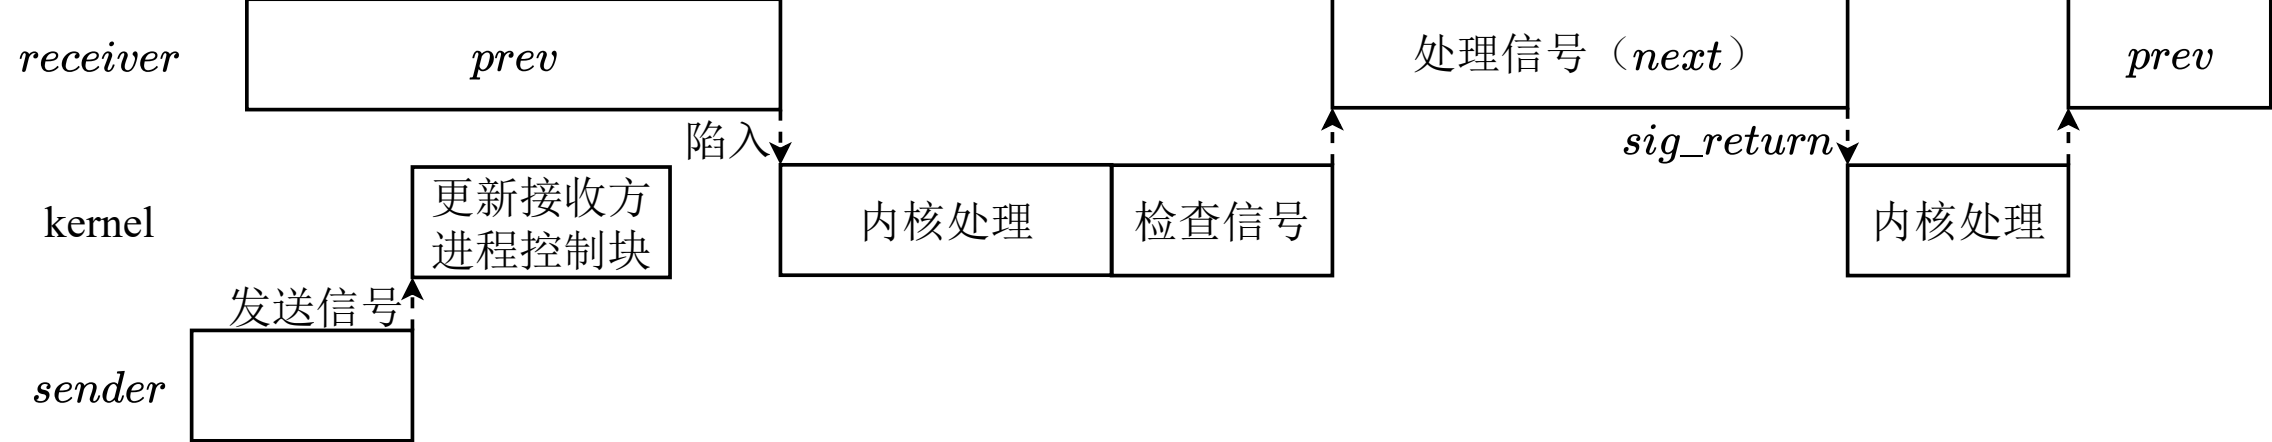 receiver
prev
处理信号（next）
prev
陷入
sig_return
kernel
更新接收方
进程控制块
内核处理
检查信号
内核处理
发送信号
sender